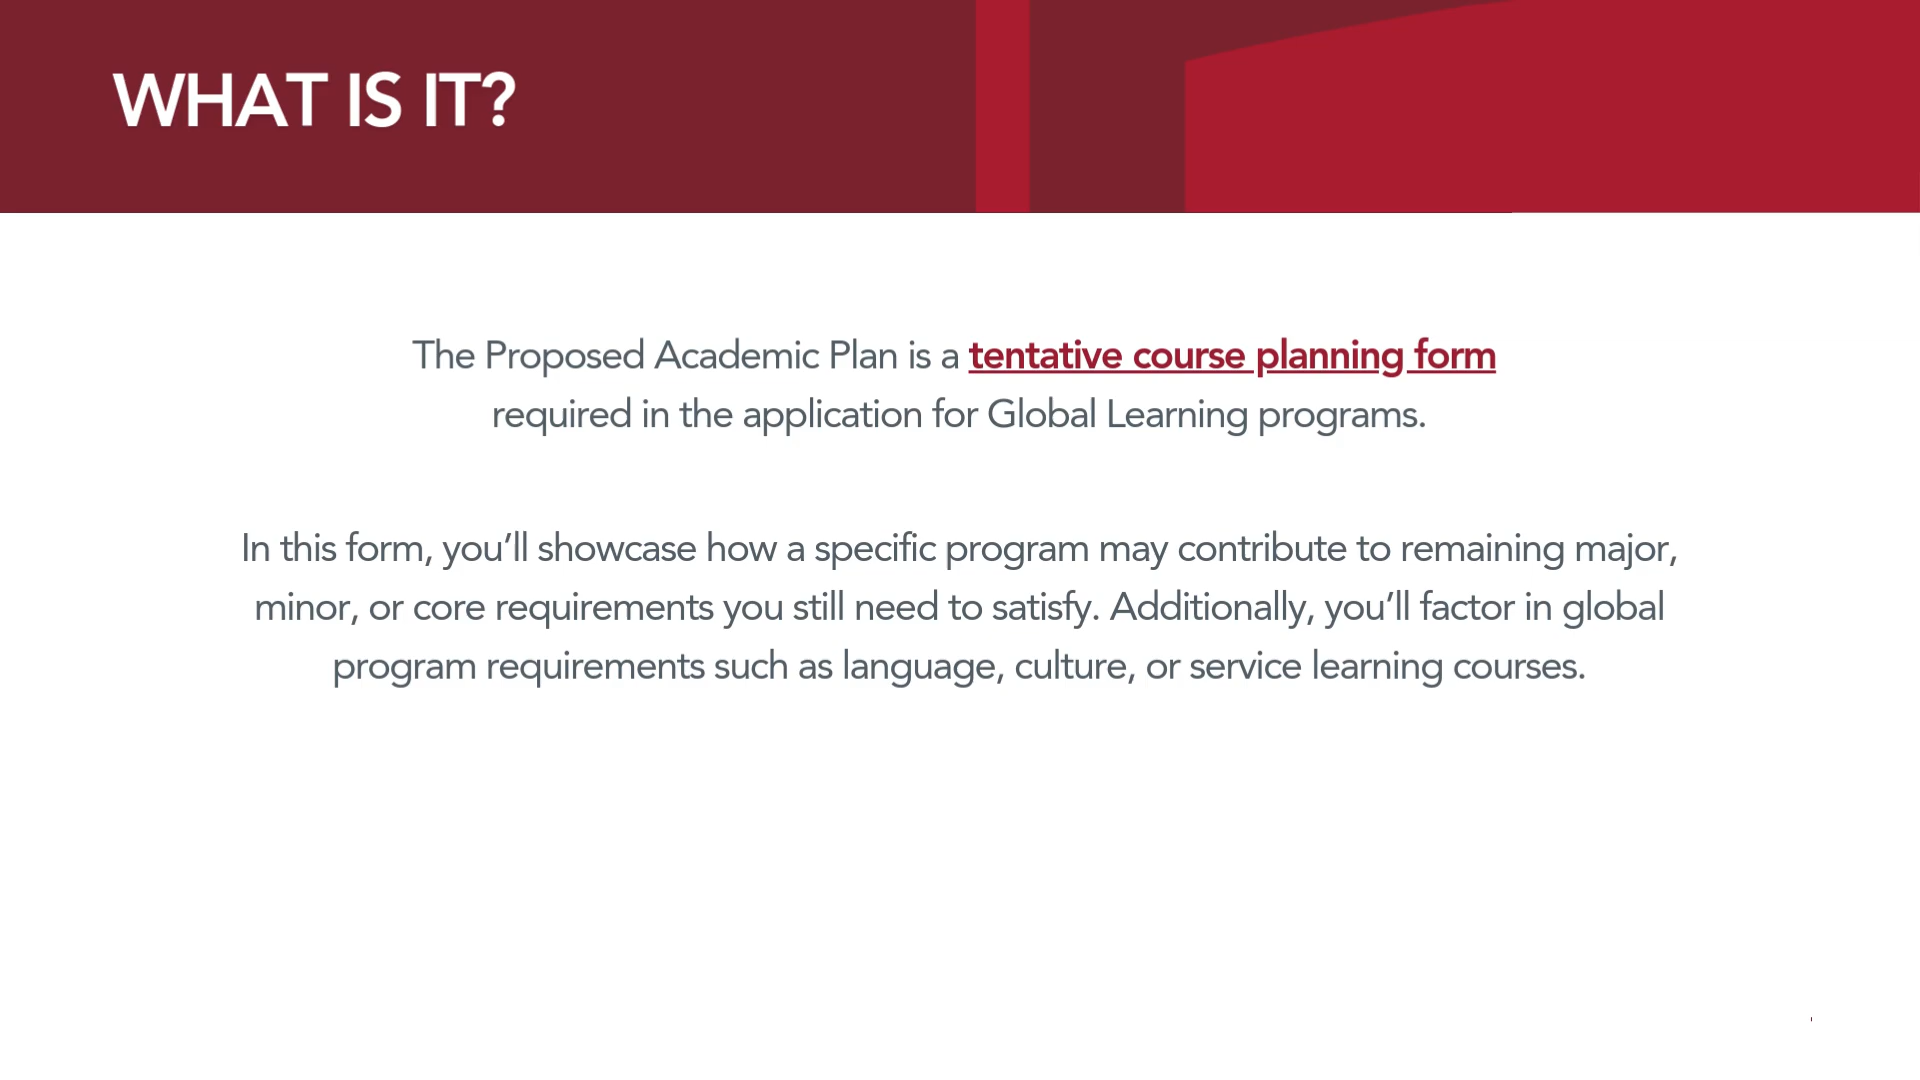 WHAT IS IT?
The Proposed Academic Plan is a tentative course planning form
required in the application for Global Learning programs.
In this form, you’ll showcase how a specific program may contribute to remaining major,
minor, or core requirements you still need to satisfy. Additionally, you’ll factor in global
program requirements such as language, culture, or service learning courses.